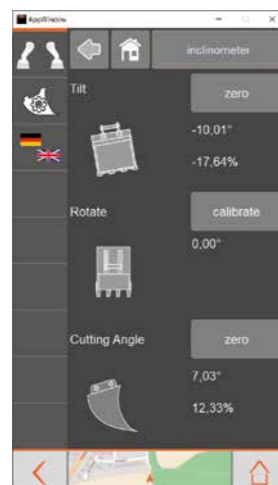 AppWindow
inclinometer
Tilt
zero
-10,01°
-17,64%
Rotate
calibrate
0,00°
Cutting Angle
zero
7,03°
12,33%